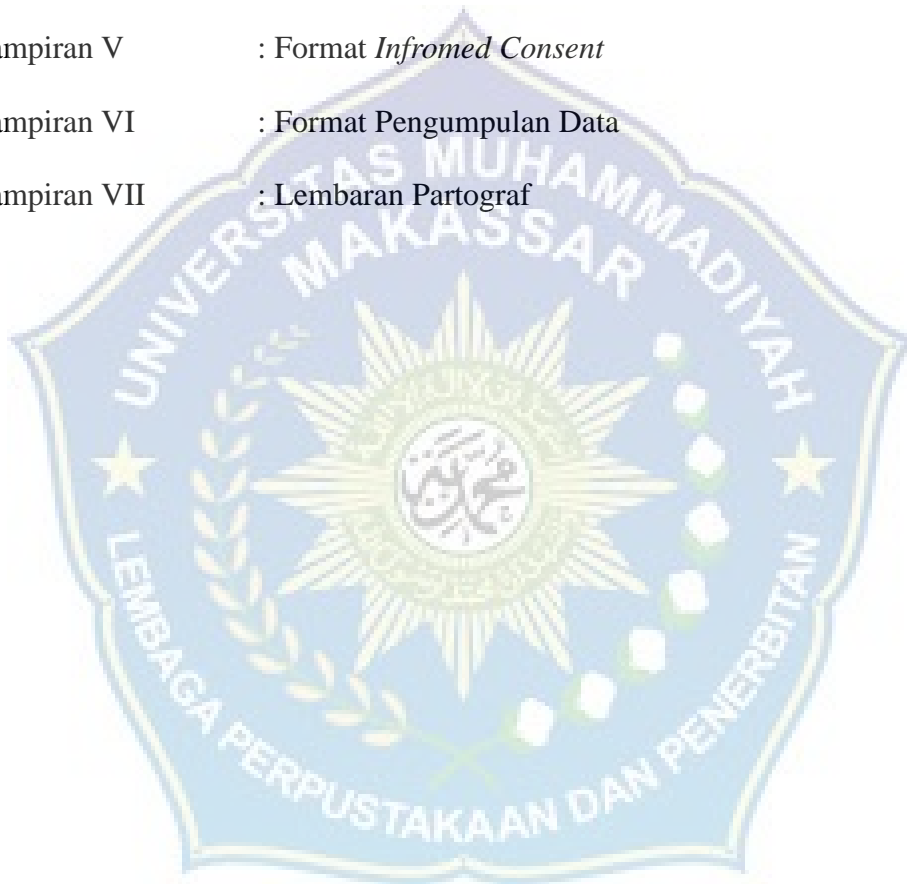 ampiran V : Format Infromed Consent
ampiran VI : Format Pengumpulan Data
ampiran VII : Lembaran Partograf
UNIVERSITAS MUHAMMADIYAH
MAKASSAR
LEMBAGA PERPUSTAKAAN DAN PENERBITAN